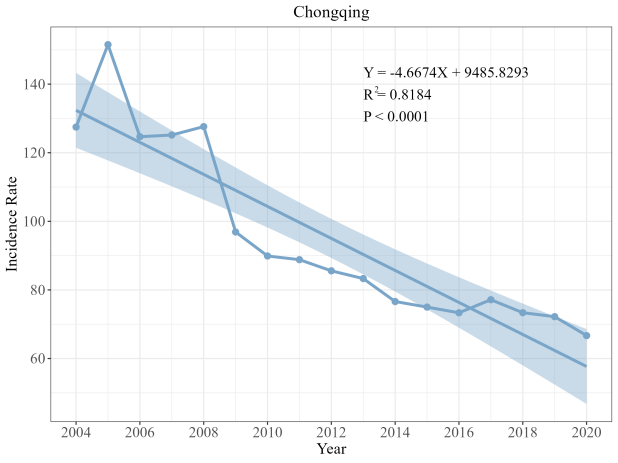 Chongqing
Y = -4.6674X + 9485.8293
R²= 0.8184
P < 0.0001
Incidence Rate
140
120
100
80
60
2004 2006 2008 2010 2012 2014 2016 2018 2020
Year